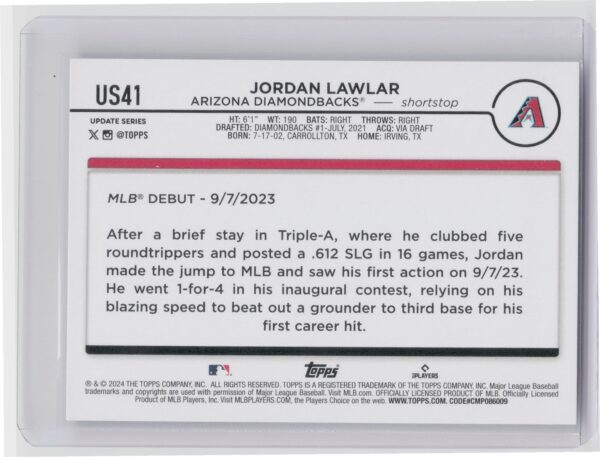 US41
JORDAN LAWLAR
ARIZONA DIAMONDBACKS® — shortstop
UPDATE SERIES
@TOPPS
HT: 6'1" WT: 190 BATS: RIGHT THROWS: RIGHT
DRAFTED: DIAMONDBACKS #1-JULY, 2021 ACQ: VIA DRAFT
BORN: 7-17-02, CARROLLTON, TX HOME: IRVING, TX
A
MLB® DEBUT - 9/7/2023
After a brief stay in Triple-A, where he clubbed five
roundtrippers and posted a .612 SLG in 16 games, Jordan
made the jump to MLB and saw his first action on 9/7/23.
He went 1-for-4 in his inaugural contest, relying on his
blazing speed to beat out a grounder to third base for his
first career hit.
Topps
PLAYERS
® & © 2024 THE TOPPS COMPANY, INC. ALL RIGHTS RESERVED. TOPPS IS A REGISTERED TRADEMARK OF THE TOPPS COMPANY, INC. Major League Baseball
trademarks and copyrights are used with permission of Major League Baseball. Visit MLB.com. OFFICIALLY LICENSED PRODUCT OF MLB. Officially Licensed
Product of MLB Players, Inc. Visit MLBPLAYERS.COM, the Players Choice on the web. WWW.TOPPS.COM. CODE#CMP086009